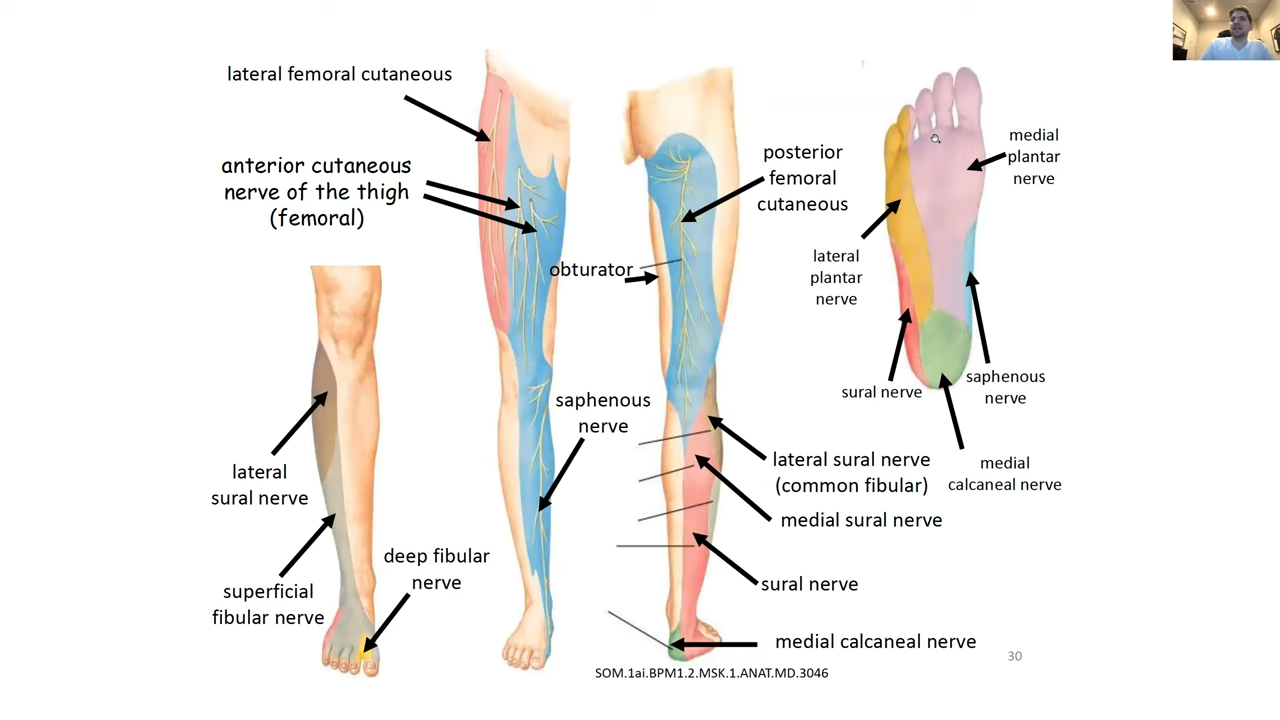 lateral femoral cutaneous
anterior cutaneous
nerve of the thigh
(femoral)
obturator
posterior
femoral
cutaneous
medial
plantar
nerve
lateral
plantar
nerve
saphenous
nerve
sural nerve
saphenous
nerve
medial
calcaneal nerve
lateral
sural nerve
superficial
fibular nerve
deep fibular
nerve
lateral sural nerve
(common fibular)
medial sural nerve
sural nerve
medial calcaneal nerve
30
SOM.1ai.BPM1.2.MSK.1.ANAT.MD.3046